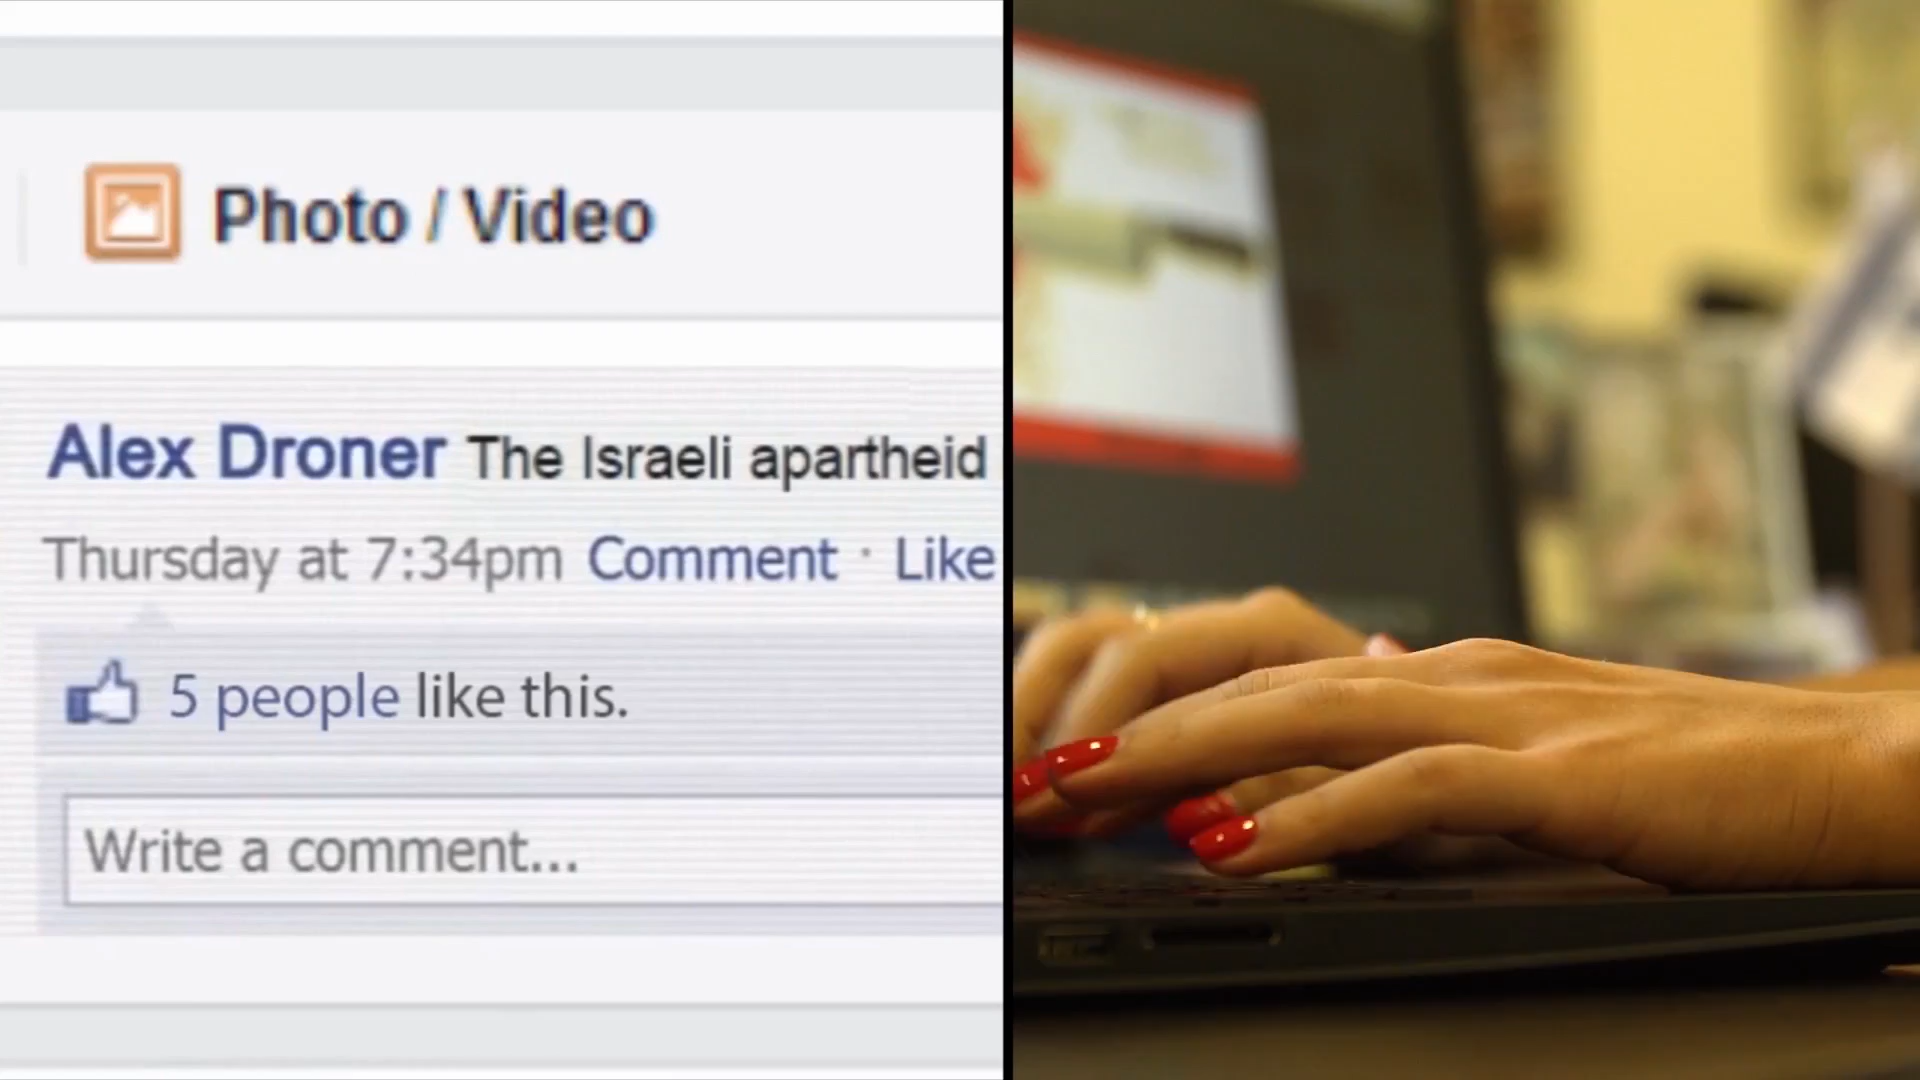 Photo / Video
Alex Droner The Israeli apartheid
Thursday at 7:34pm Comment · Like
5 people like this.
Write a comment...